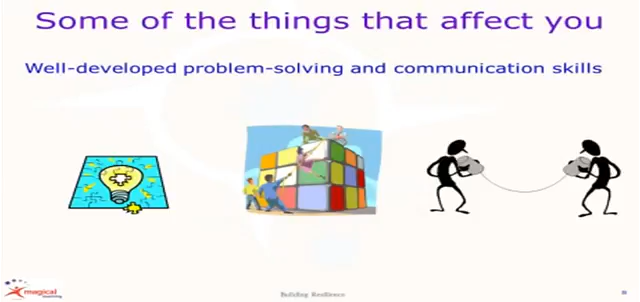 Some of the things that affect you
Well-developed problem-solving and communication skills
magical
Building Resilience